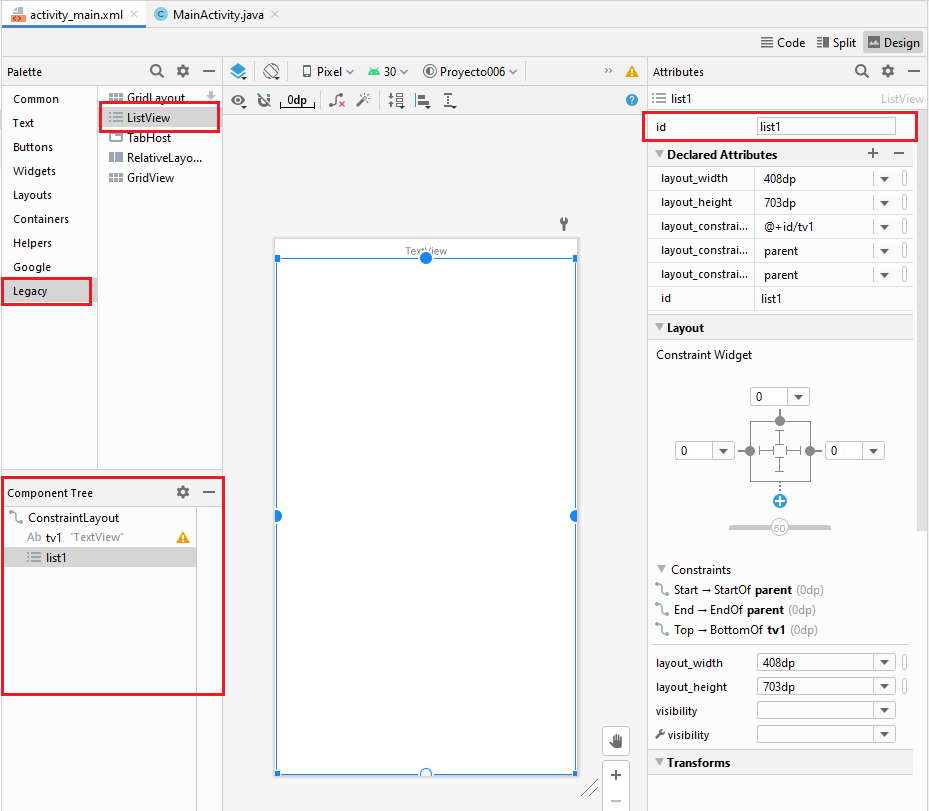 activity_main.xml
MainActivity.java
Code
Split
Design
Palette
Pixel
30
Proyecto006
Attributes
Common
Text
Buttons
Widgets
Layouts
Containers
Helpers
Google
Legacy
GridLayout
ListView
TabHost
RelativeLayo...
GridView
0dp
TextView
Component Tree
ConstraintLayout
Ab tv1 "TextView"
list1
list1 ListView
id list1
Declared Attributes
layout_width 408dp
layout_height 703dp
layout_constrai... @+id/tv1
layout_constrai... parent
layout_constrai... parent
id list1
Layout
Constraint Widget
0
0
0
50
Constraints
Start → StartOf parent (0dp)
End → EndOf parent (0dp)
Top → BottomOf tv1 (0dp)
layout_width 408dp
layout_height 703dp
visibility
visibility
Transforms